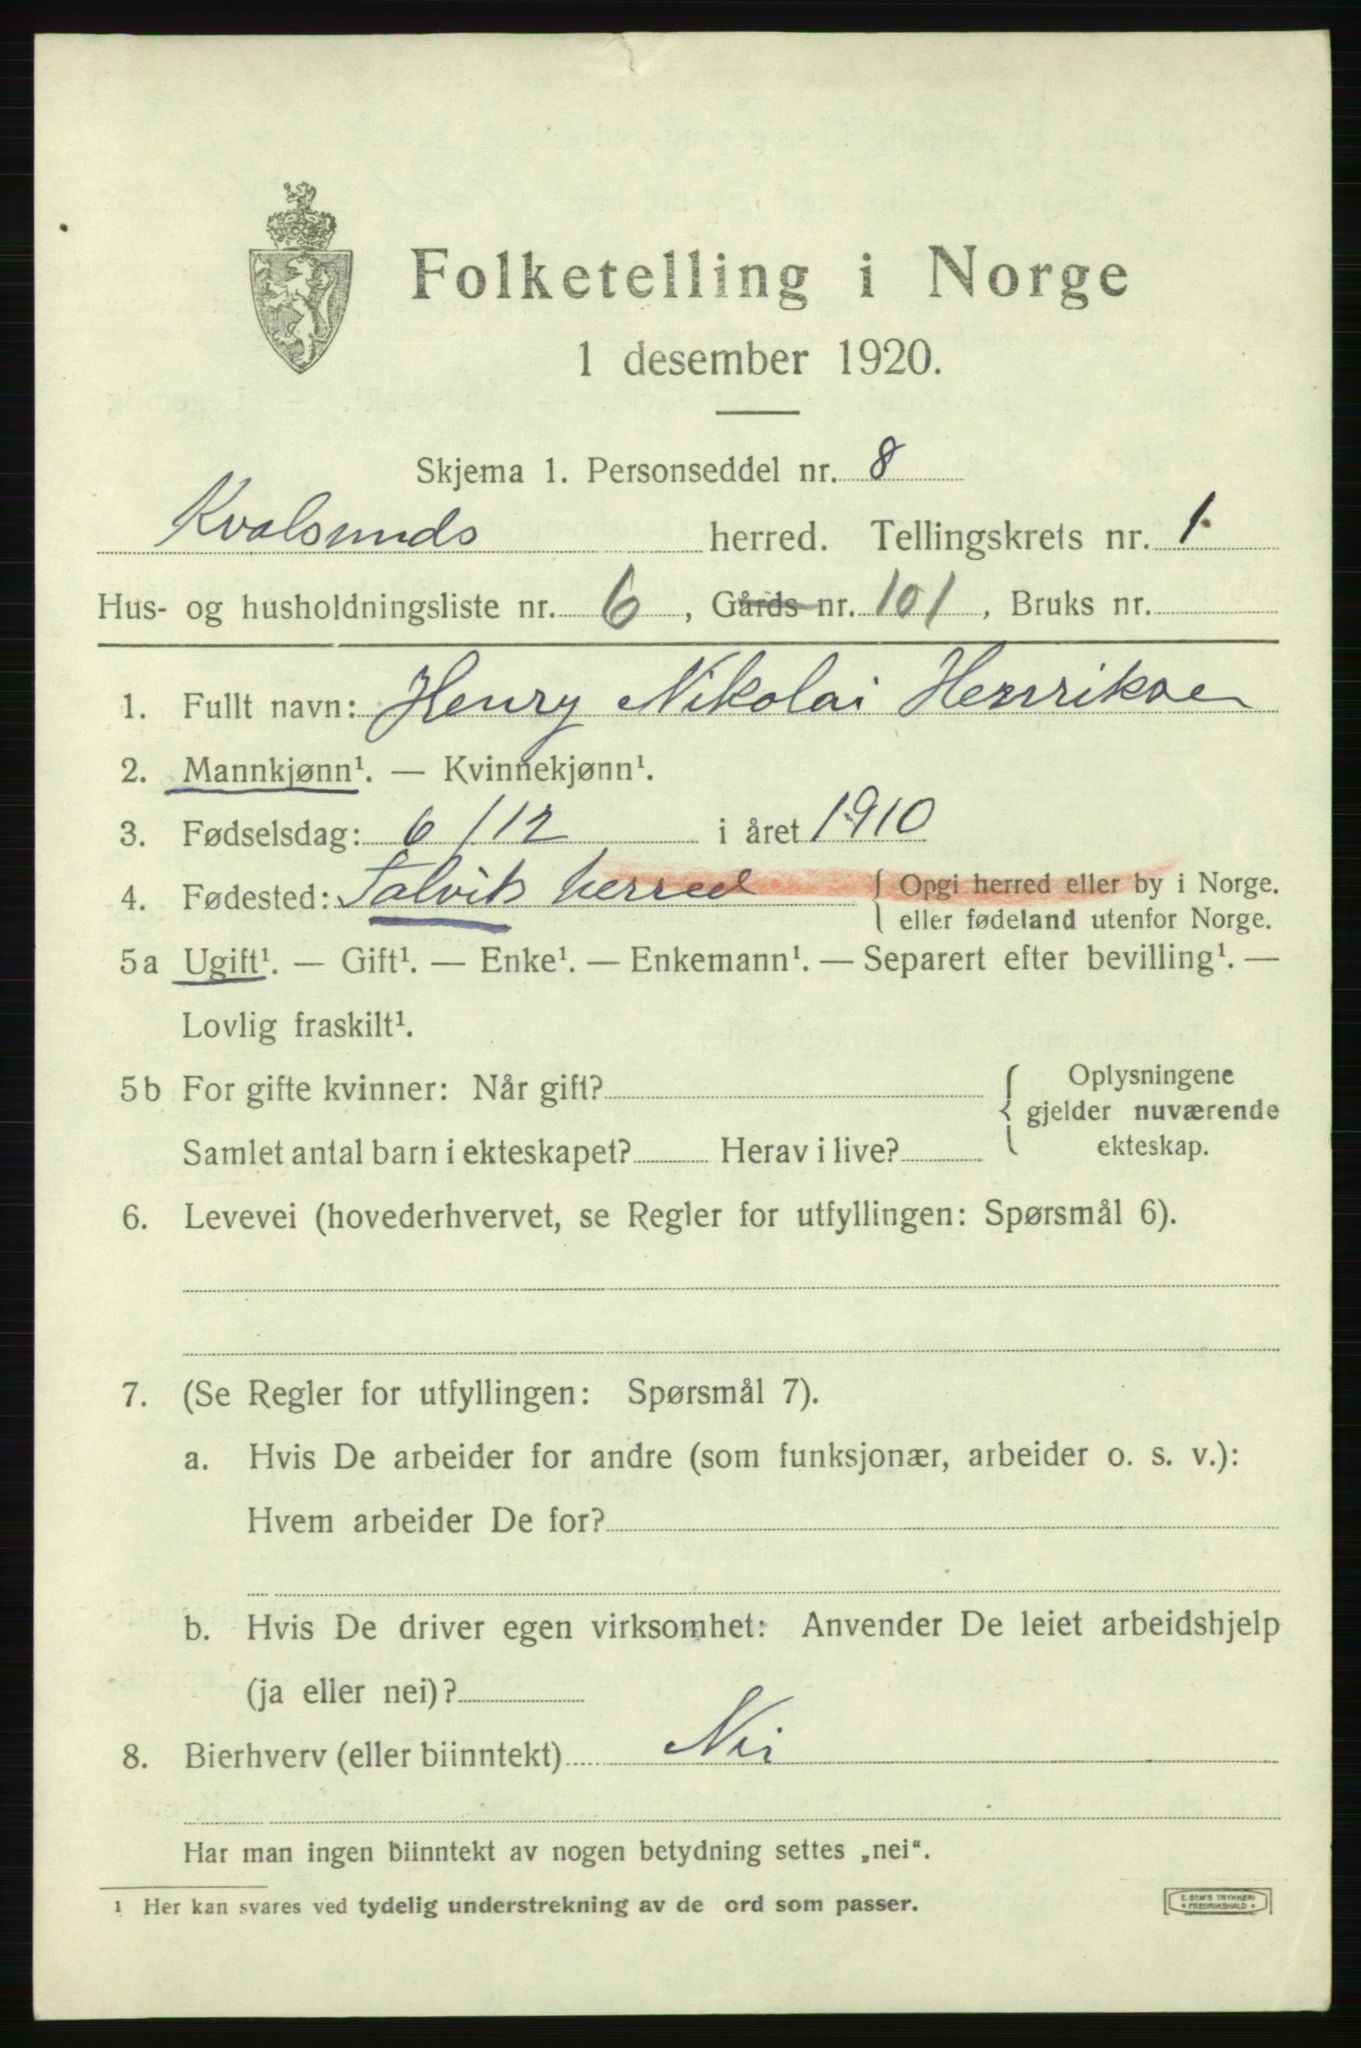 Folketelling i Norge
1 desember 1920.
Skjema 1. Personseddel nr. 8
Kvalsunds herred. Tellingskrets nr. 1
Hus- og husholdningsliste nr. 6, Gårds-nr. 101, Bruks nr.
1. Fullt navn: Henry Nikolai Henrikse
2. Mannkjønn¹. — Kvinnekjønn¹.
3. Fødselsdag: 6/12 i året 1910
4. Fødested: Talvik herred { Opgi herred eller by i Norge.
eller fødeland utenfor Norge.
5a Ugift¹. — Gift¹. — Enke¹. — Enkemann¹. — Separert efter bevilling¹. —
Lovlig fraskilt¹.
5b For gifte kvinner: Når gift? { Oplysningene
gjelder nuværende
Samlet antal barn i ekteskapet? Herav i live? ekteskap.
6. Levevei (hovederhvervet, se Regler for utfyllingen: Spørsmål 6).
7. (Se Regler for utfyllingen: Spørsmål 7).
a. Hvis De arbeider for andre (som funksjonær, arbeider o. s. v.):
Hvem arbeider De for?
b. Hvis De driver egen virksomhet: Anvender De leiet arbeidshjelp
(ja eller nei)?
8. Bierhverv (eller biinntekt) Nei
Har man ingen biinntekt av nogen betydning settes „nei“.
¹ Her kan svares ved tydelig understrekning av de ord som passer.
E. SEM'S TRYKKERI
FREDRIKSHALD